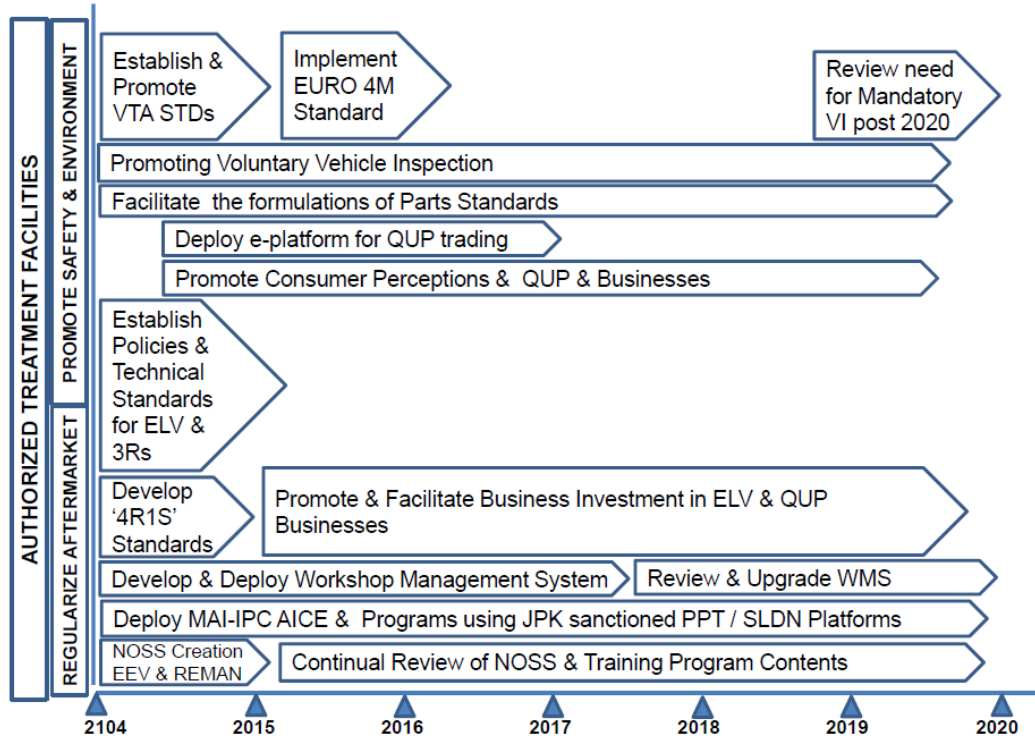 AUTHORIZED TREATMENT FACILITIES
PROMOTE SAFETY & ENVIRONMENT
REGULARIZE AFTERMARKET
Establish &
Promote
VTA STDs
Implement
EURO 4M
Standard
Review need
for Mandatory
VI post 2020
Promoting Voluntary Vehicle Inspection
Facilitate the formulations of Parts Standards
Deploy e-platform for QUP trading
Promote Consumer Perceptions & QUP & Businesses
Establish
Policies &
Technical
Standards
for ELV &
3Rs
Develop
‘4R1S’
Standards
Promote & Facilitate Business Investment in ELV & QUP
Businesses
Develop & Deploy Workshop Management System
Review & Upgrade WMS
Deploy MAI-IPC AICE & Programs using JPK sanctioned PPT / SLDN Platforms
NOSS Creation
EEV & REMAN
Continual Review of NOSS & Training Program Contents
2104
2015
2016
2017
2018
2019
2020